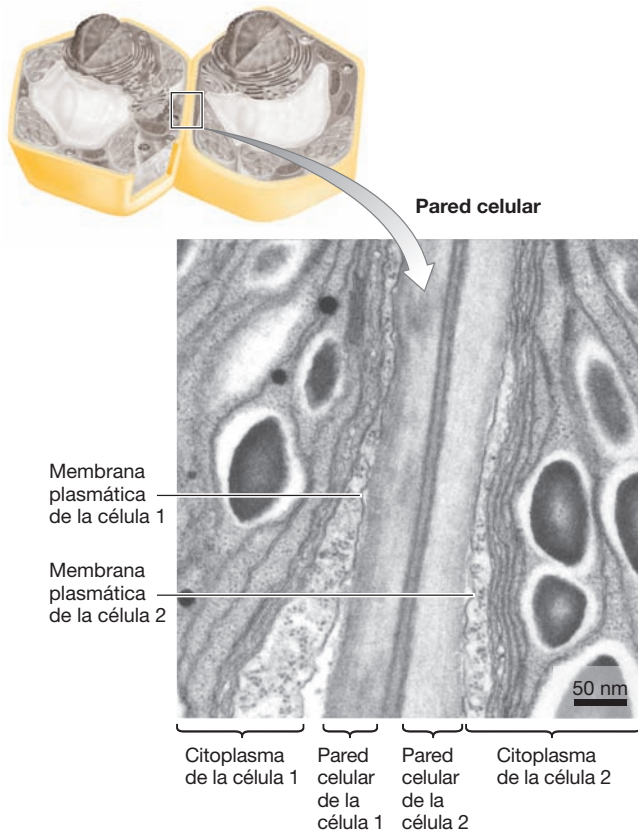 Pared celular
Membrana
plasmática
de la célula 1
Membrana
plasmática
de la célula 2
50 nm
Citoplasma
de la célula 1
Pared
celular
de la
célula 1
Pared
celular
de la
célula 2
Citoplasma
de la célula 2